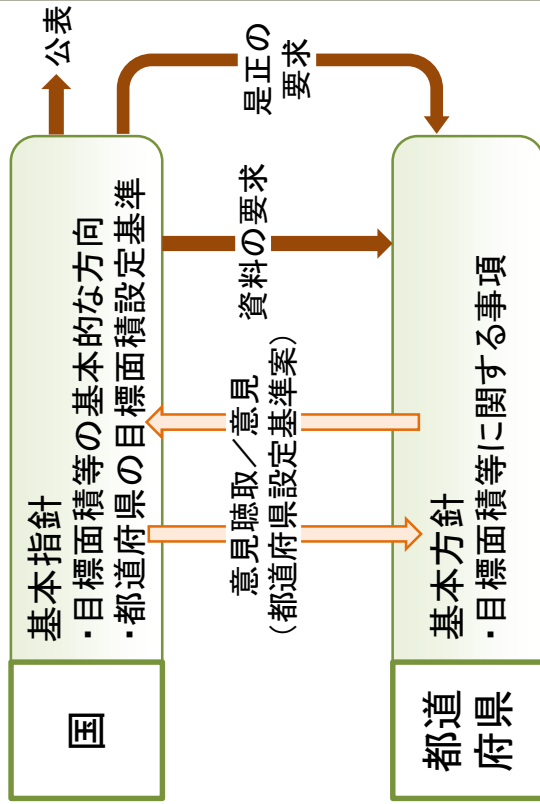 国
基本指針
・目標面積等の基本的な方向
・都道府県の目標面積設定基準
公表
意見聴取／意見
（都道府県設定基準案）
資料の要求
是正の
要求
都道
府県
基本方針
・目標面積等に関する事項